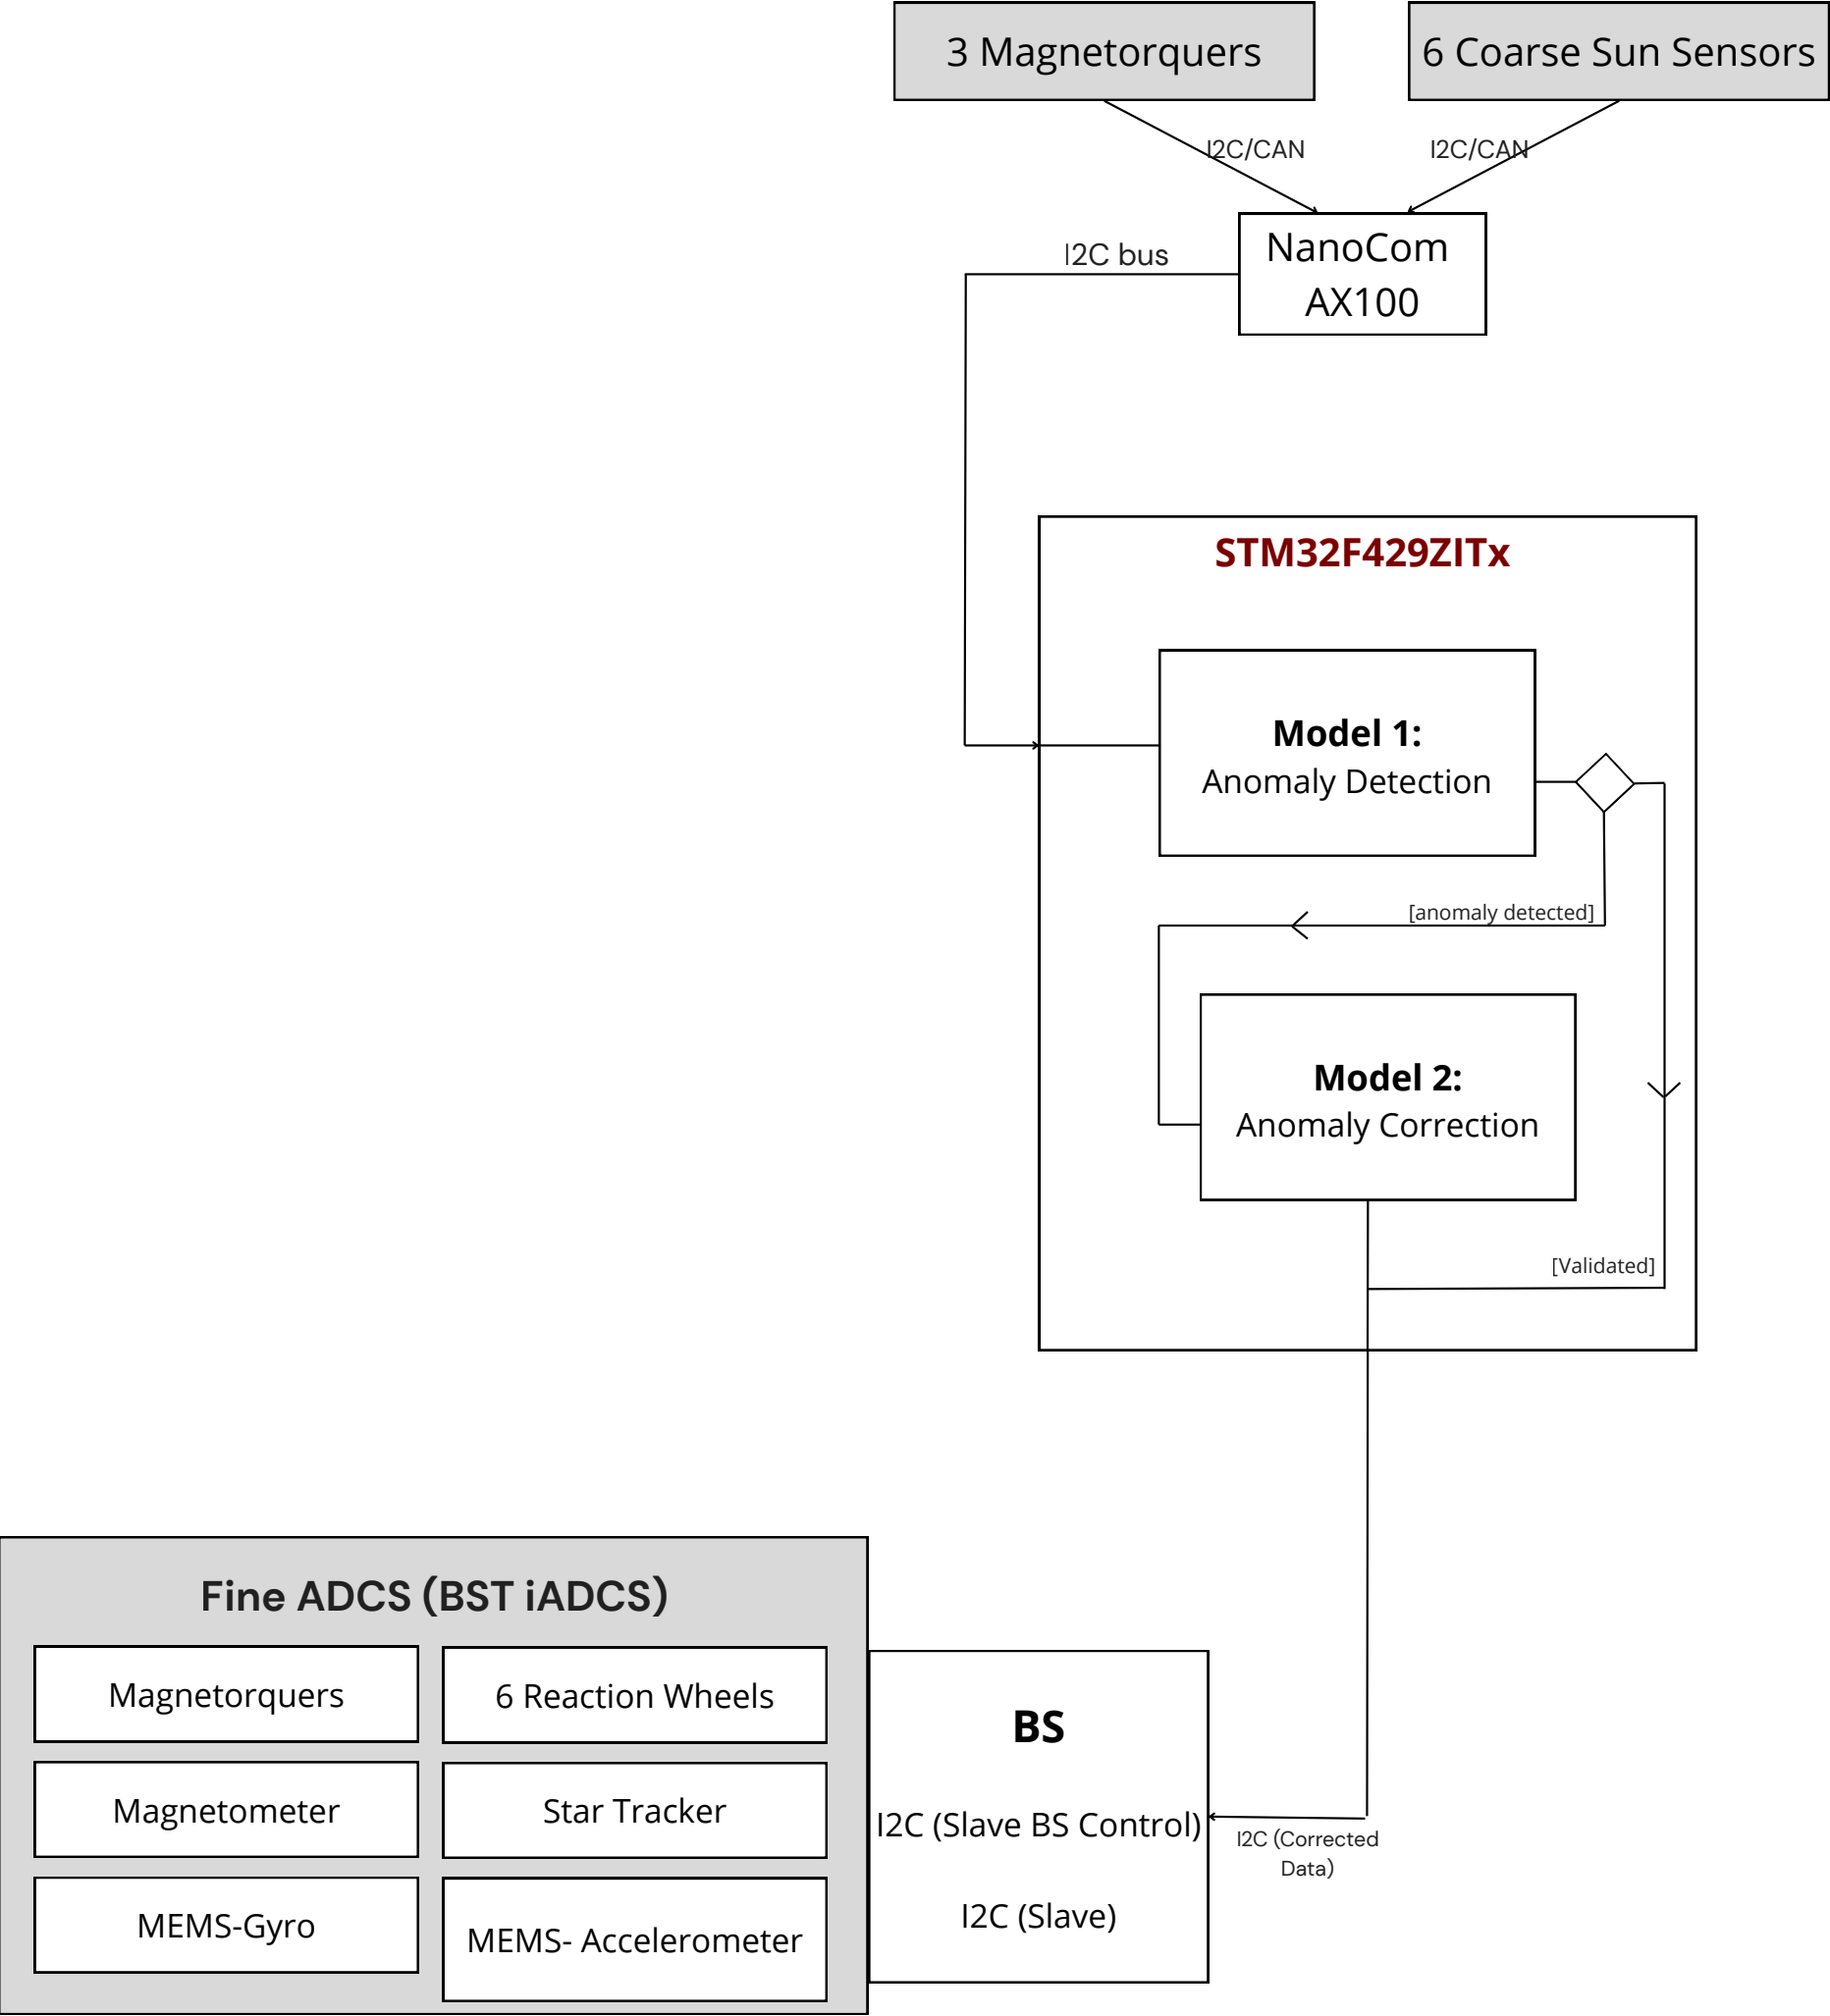 3 Magnetorquers
6 Coarse Sun Sensors
I2C/CAN
I2C/CAN
NanoCom
AX100
I2C bus
STM32F429ZITx
Model 1:
Anomaly Detection
[anomaly detected]
Model 2:
Anomaly Correction
[Validated]
Fine ADCS (BST iADCS)
Magnetorquers
6 Reaction Wheels
Magnetometer
Star Tracker
MEMS-Gyro
MEMS- Accelerometer
BS
I2C (Slave BS Control)
I2C (Slave)
I2C (Corrected
Data)